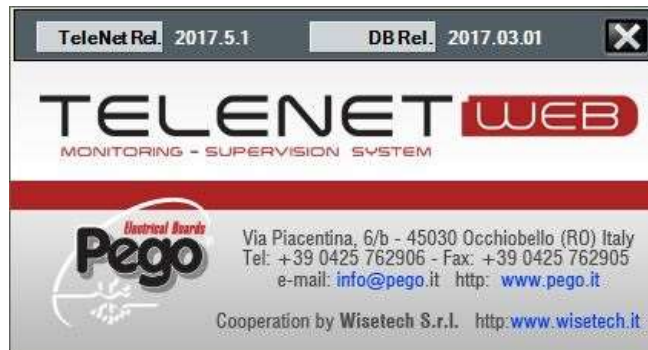 TeleNet Rel. 2017.5.1 DB Rel. 2017.03.01 X
TELENET WEB
MONITORING - SUPERVISION SYSTEM
Electrical Boards
Pego
Via Piacentina, 6/b - 45030 Occhiobello (RO) Italy
Tel: +39 0425 762906 - Fax: +39 0425 762905
e-mail: info@pego.it http: www.pego.it
Cooperation by Wisetech S.r.l. http:www.wisetech.it